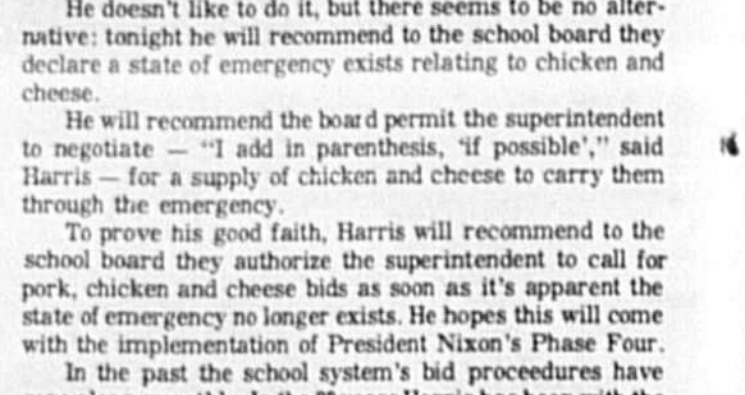 He doesn't like to do it, but there seems to be no alter-
native: tonight he will recommend to the school board they
declare a state of emergency exists relating to chicken and
cheese.
He will recommend the board permit the superintendent
to negotiate — "I add in parenthesis, 'if possible'," said
Harris — for a supply of chicken and cheese to carry them
through the emergency.
To prove his good faith, Harris will recommend to the
school board they authorize the superintendent to call for
pork, chicken and cheese bids as soon as it's apparent the
state of emergency no longer exists. He hopes this will come
with the implementation of President Nixon's Phase Four.
In the past the school system's bid proceedures have